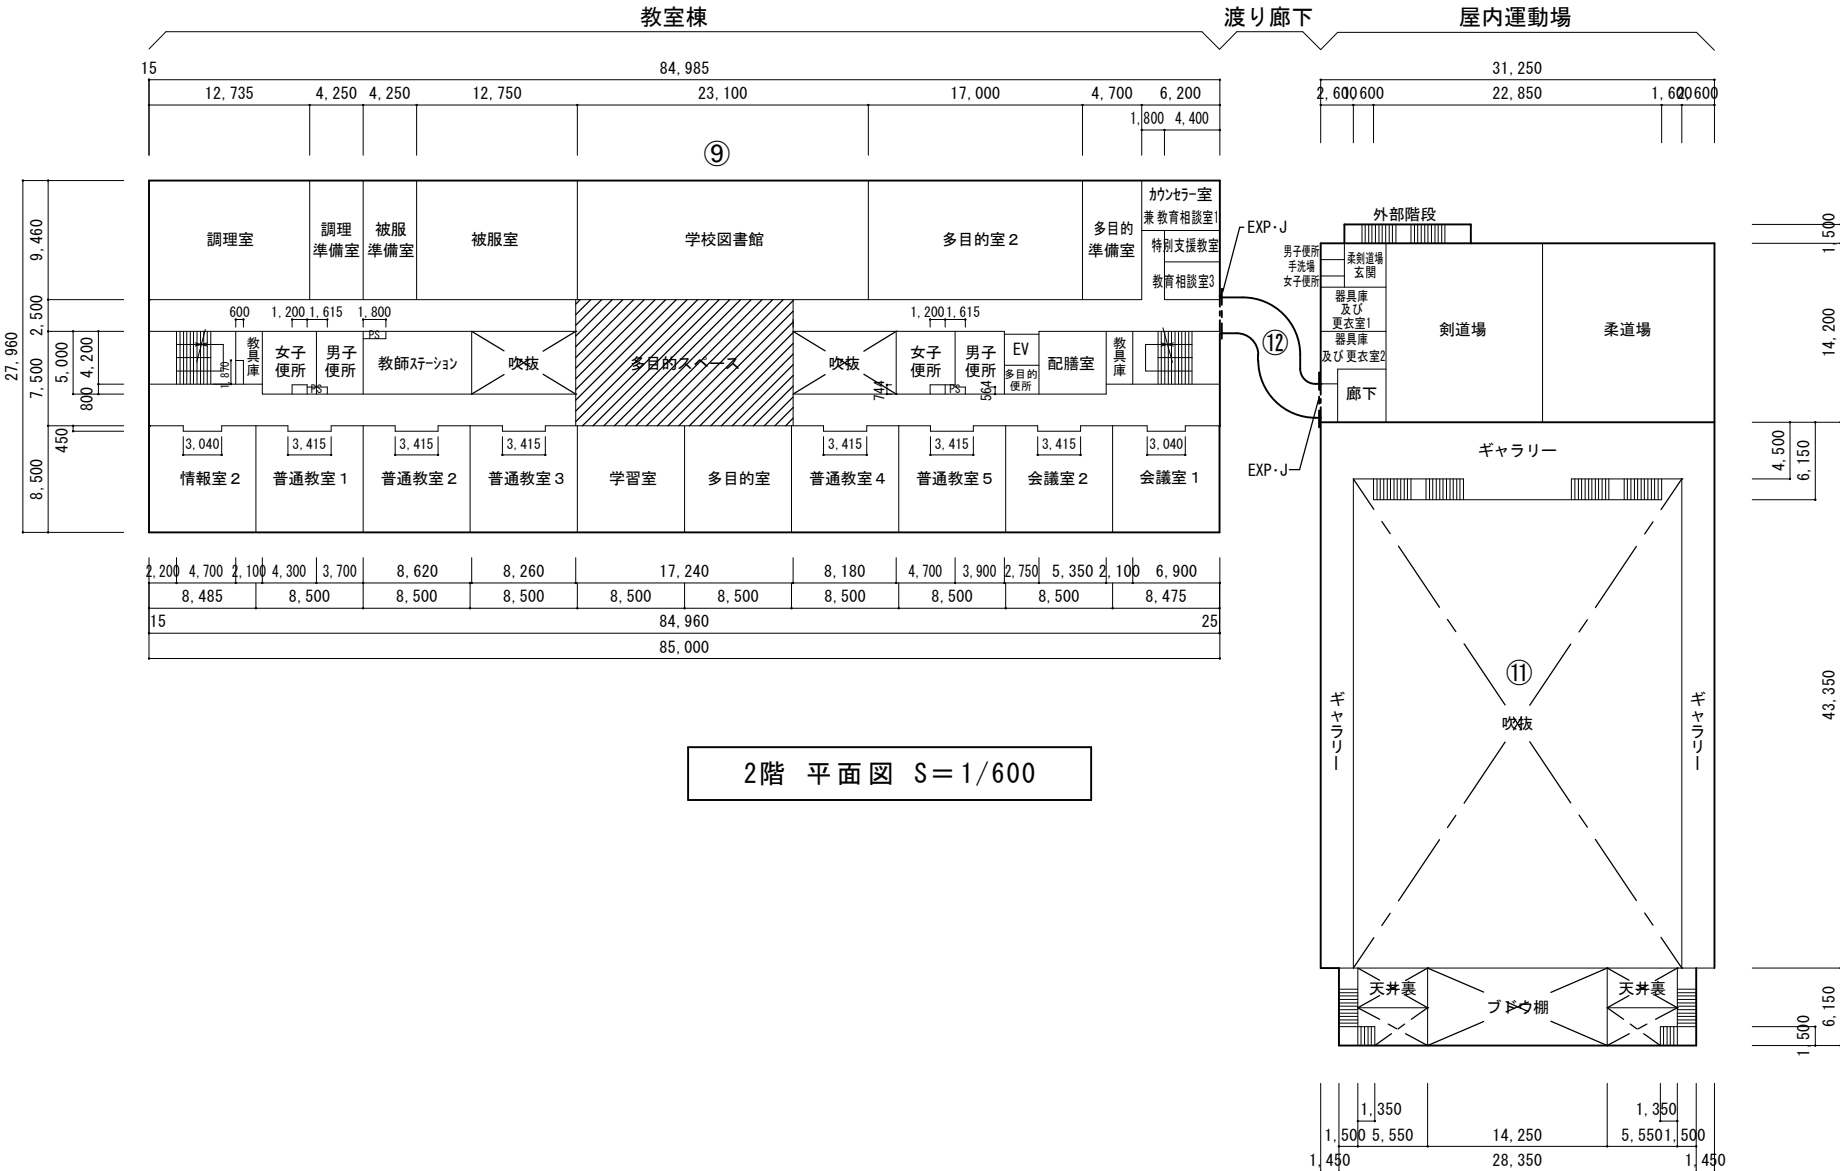 教室棟 渡り廊下 屋内運動場
15 84,985 31,250
12,735 4,250 4,250 12,750 23,100 17,000 4,700 6,200 2,600 1,600 22,850 1,600 2,600
1,800 4,400
⑨
カウンセラー室
兼 教育相談室1
特別支援教室
教育相談室3
調理室
調理
準備室
被服
準備室
被服室
学校図書館
多目的室2
多目的
準備室
EXP・J
外部階段
男子便所
手洗場
女子便所
柔剣道場
玄関
器具庫
及び
更衣室1
器具庫
及び 更衣室2
廊下
剣道場
柔道場
⑫
EXP・J
27,960
9,460
2,500
7,500
8,500
5,000
4,200
800
450
600 1,200 1,615 1,800 1,200 1,615
1,870
教具庫
女子
便所
男子
便所
PS
PS
教師ステーション
吹抜
多目的スペース
吹抜
744
女子
便所
男子
便所
PS
564
EV
多目的
便所
配膳室
教具庫
3,040 3,415 3,415 3,415 3,415 3,415 3,415 3,040
情報室2 普通教室1 普通教室2 普通教室3 学習室 多目的室 普通教室4 普通教室5 会議室2 会議室1
2,200 4,700 2,100 4,300 3,700 8,620 8,260 17,240 8,180 4,700 3,900 2,750 5,350 2,100 6,900
8,485 8,500 8,500 8,500 8,500 8,500 8,500 8,500 8,500 8,475
15 84,960 25
85,000
ギャラリー
ギャラリー
⑪
吹抜
ギャラリー
1,500
14,200
4,500
6,150
43,350
6,150
1,500
天井裏
ブドウ棚
天井裏
2階 平面図 S=1/600
1,350 1,350
1,500 5,550 14,250 5,550 1,500
1,450 28,350 1,450